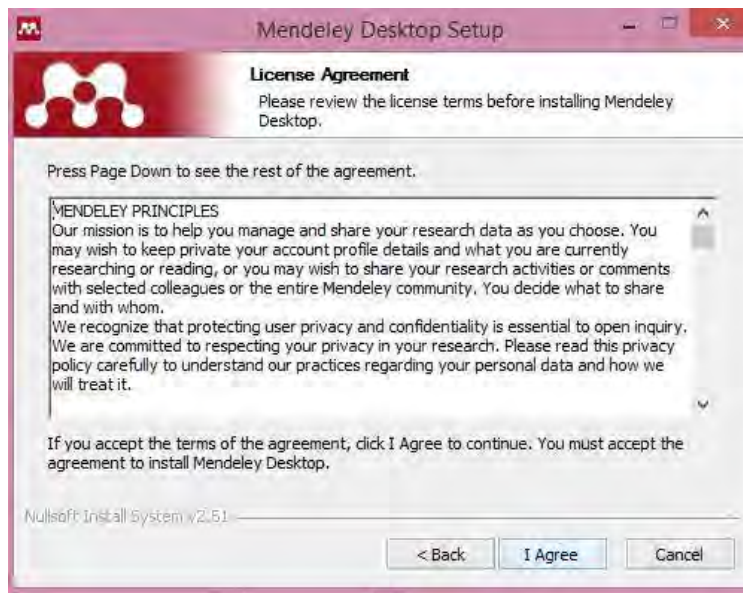 Mendeley Desktop Setup
License Agreement
Please review the license terms before installing Mendeley
Desktop.
Press Page Down to see the rest of the agreement.
MENDELEY PRINCIPLES
Our mission is to help you manage and share your research data as you choose. You
may wish to keep private your account profile details and what you are currently
researching or reading, or you may wish to share your research activities or comments
with selected colleagues or the entire Mendeley community. You decide what to share
and with whom.
We recognize that protecting user privacy and confidentiality is essential to open inquiry.
We are committed to respecting your privacy in your research. Please read this privacy
policy carefully to understand our practices regarding your personal data and how we
will treat it.
If you accept the terms of the agreement, click I Agree to continue. You must accept the
agreement to install Mendeley Desktop.
Nullsoft Install System v2.51
< Back I Agree Cancel